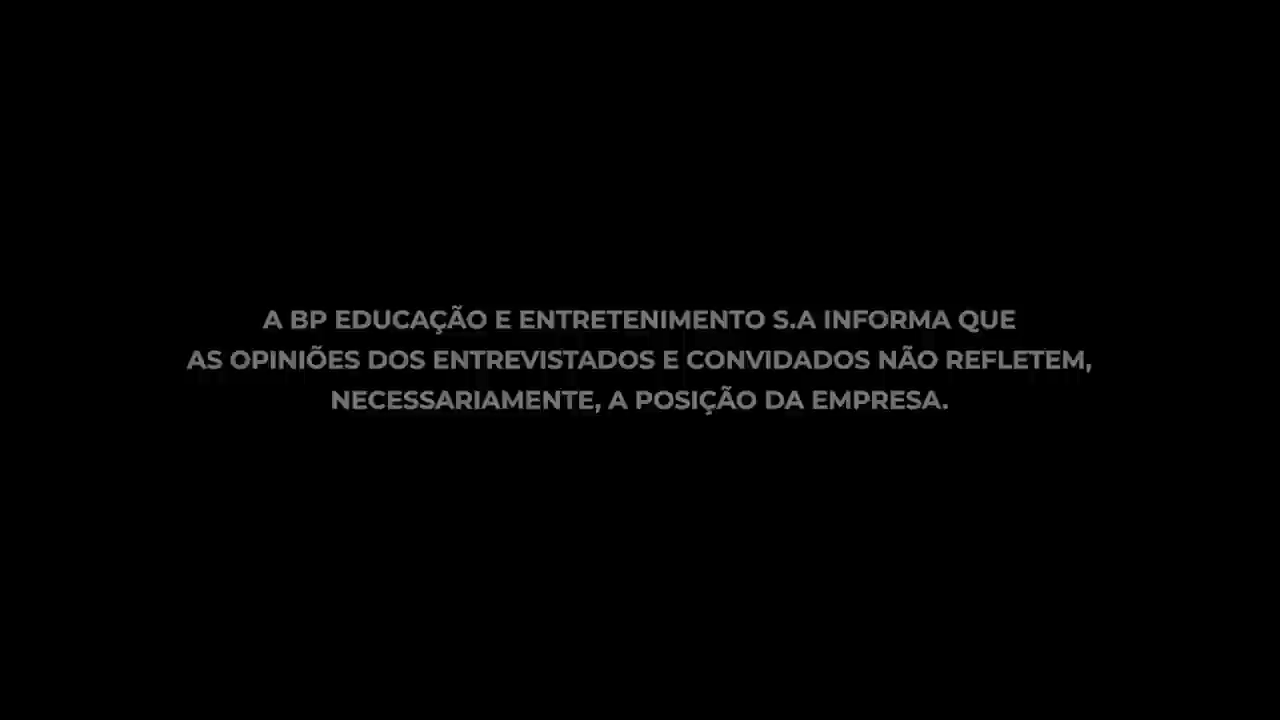 A BP EDUCAÇÃO E ENTRETENIMENTO S.A INFORMA QUE
AS OPINIÕES DOS ENTREVISTADOS E CONVIDADOS NÃO REFLETEM,
NECESSARIAMENTE, A POSIÇÃO DA EMPRESA.